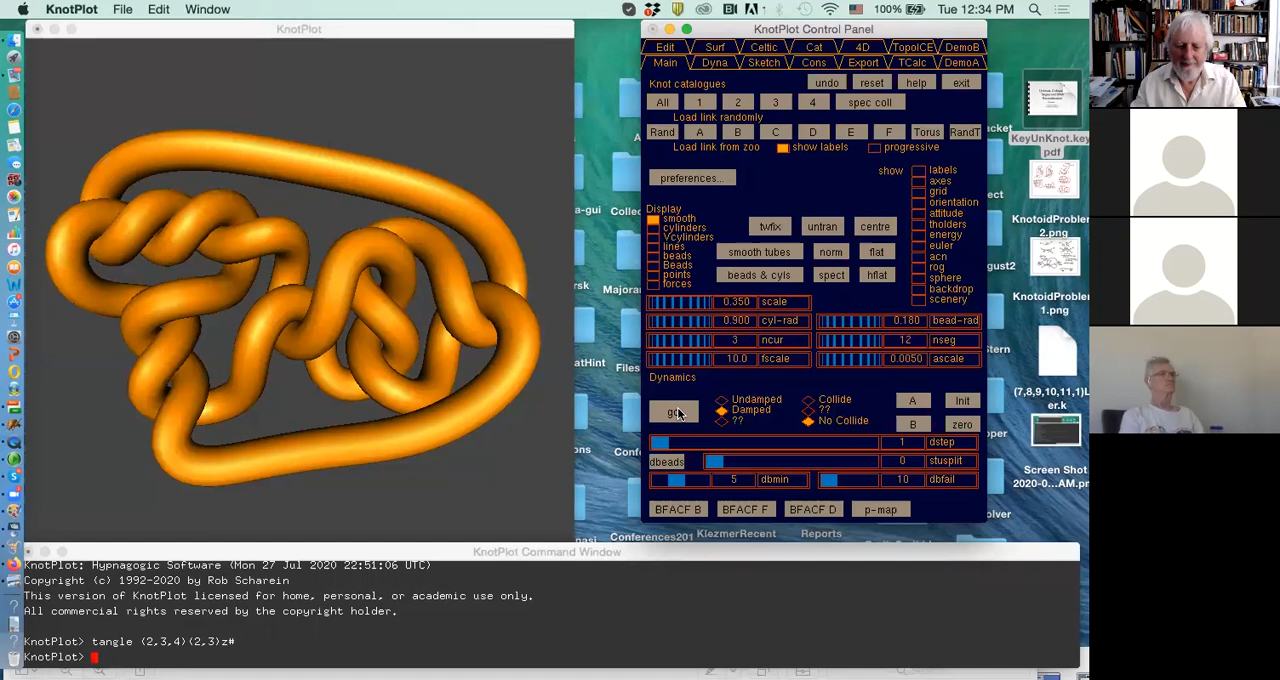 KnotPlot File Edit Window
100% Tue 12:34 PM
KnotPlot
KnotPlot Control Panel
Edit Surf Celtic Cat 4D TopoICE DemoB
Main Dyna Sketch Cons Export TCalc DemoA
Knot catalogues undo reset help exit
All 1 2 3 4 spec coll
Load link randomly
Rand A B C D E F Torus RandT
Load link from zoo show labels progressive
preferences...
show
labels
axes
grid
orientation
attitude
tholders
energy
euler
acn
rog
sphere
backdrop
scenery
Display
smooth
cylinders
Vcylinders
lines
beads
Beads
points
forces
twfix untran centre
smooth tubes norm flat
beads & cyls spect hflat
0.350 scale
0.900 cyl-rad 0.180 bead-rad
3 ncur 12 nseg
10.0 fscale 0.0050 ascale
Dynamics
go
Undamped
Damped
??
Collide
??
No Collide
A Init
B zero
1 dstep
dbeads 0 stusplit
5 dbmin 10 dbfail
BFACF B BFACF F BFACF D p-map
KeyUnKnot.key
pdf
KnotoidProblem
2.png
KnotoidProblem
1.png
(7,8,9,10,11,1)L
er.k
Screen Shot
2020-0...AM.pn
Conferences201
KlezmerRecent
Reports
KnotPlot Command Window
KnotPlot: Hypnagogic Software (Mon 27 Jul 2020 22:51:06 UTC)
Copyright (c) 1992-2020 by Rob Scharein
This version of KnotPlot licensed for home, personal, or academic use only.
All commercial rights reserved by the copyright holder.
KnotPlot> tangle (2,3,4)(2,3)z#
KnotPlot>